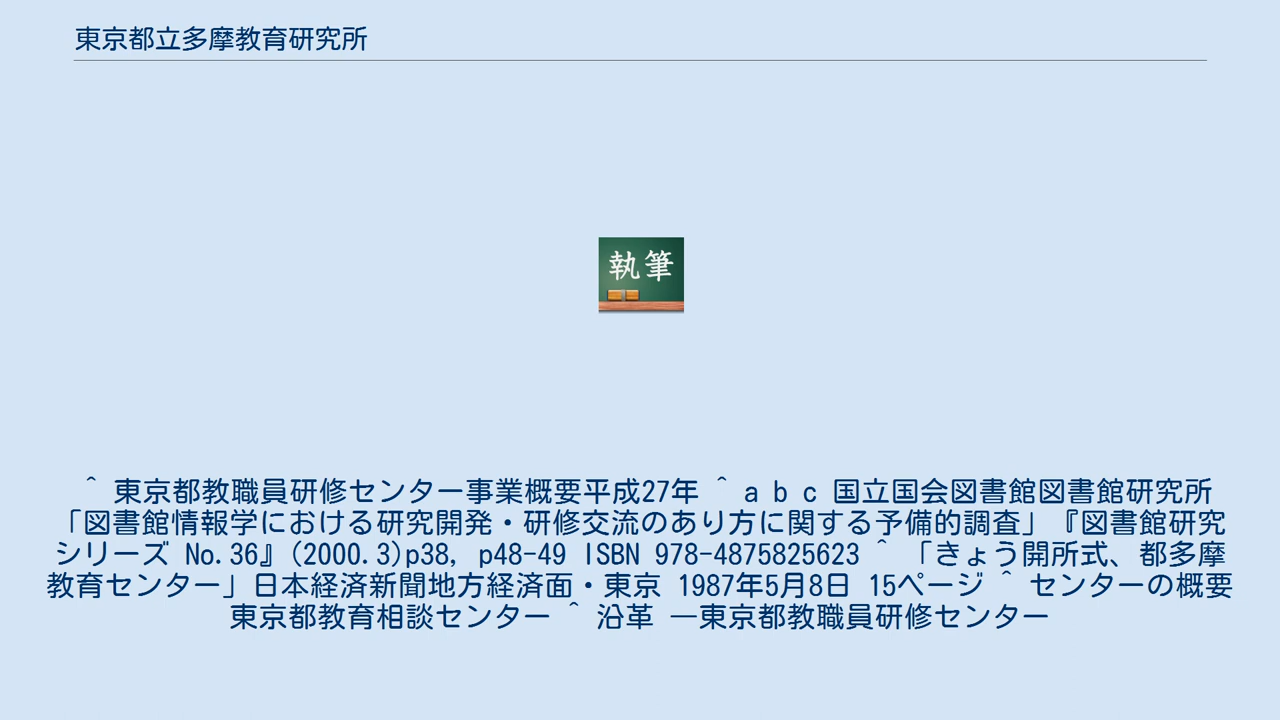 東京都立多摩教育研究所
執筆
^ 東京都教職員研修センター事業概要平成27年 ^ a b c 国立国会図書館図書館研究所
「図書館情報学における研究開発・研修交流のあり方に関する予備的調査」『図書館研究
シリーズ No.36』(2000.3)p38, p48-49 ISBN 978-4875825623 ^ 「きょう開所式、都多摩
教育センター」日本経済新聞地方経済面・東京 1987年5月8日 15ページ ^ センターの概要
東京都教育相談センター ^ 沿革 ―東京都教職員研修センター